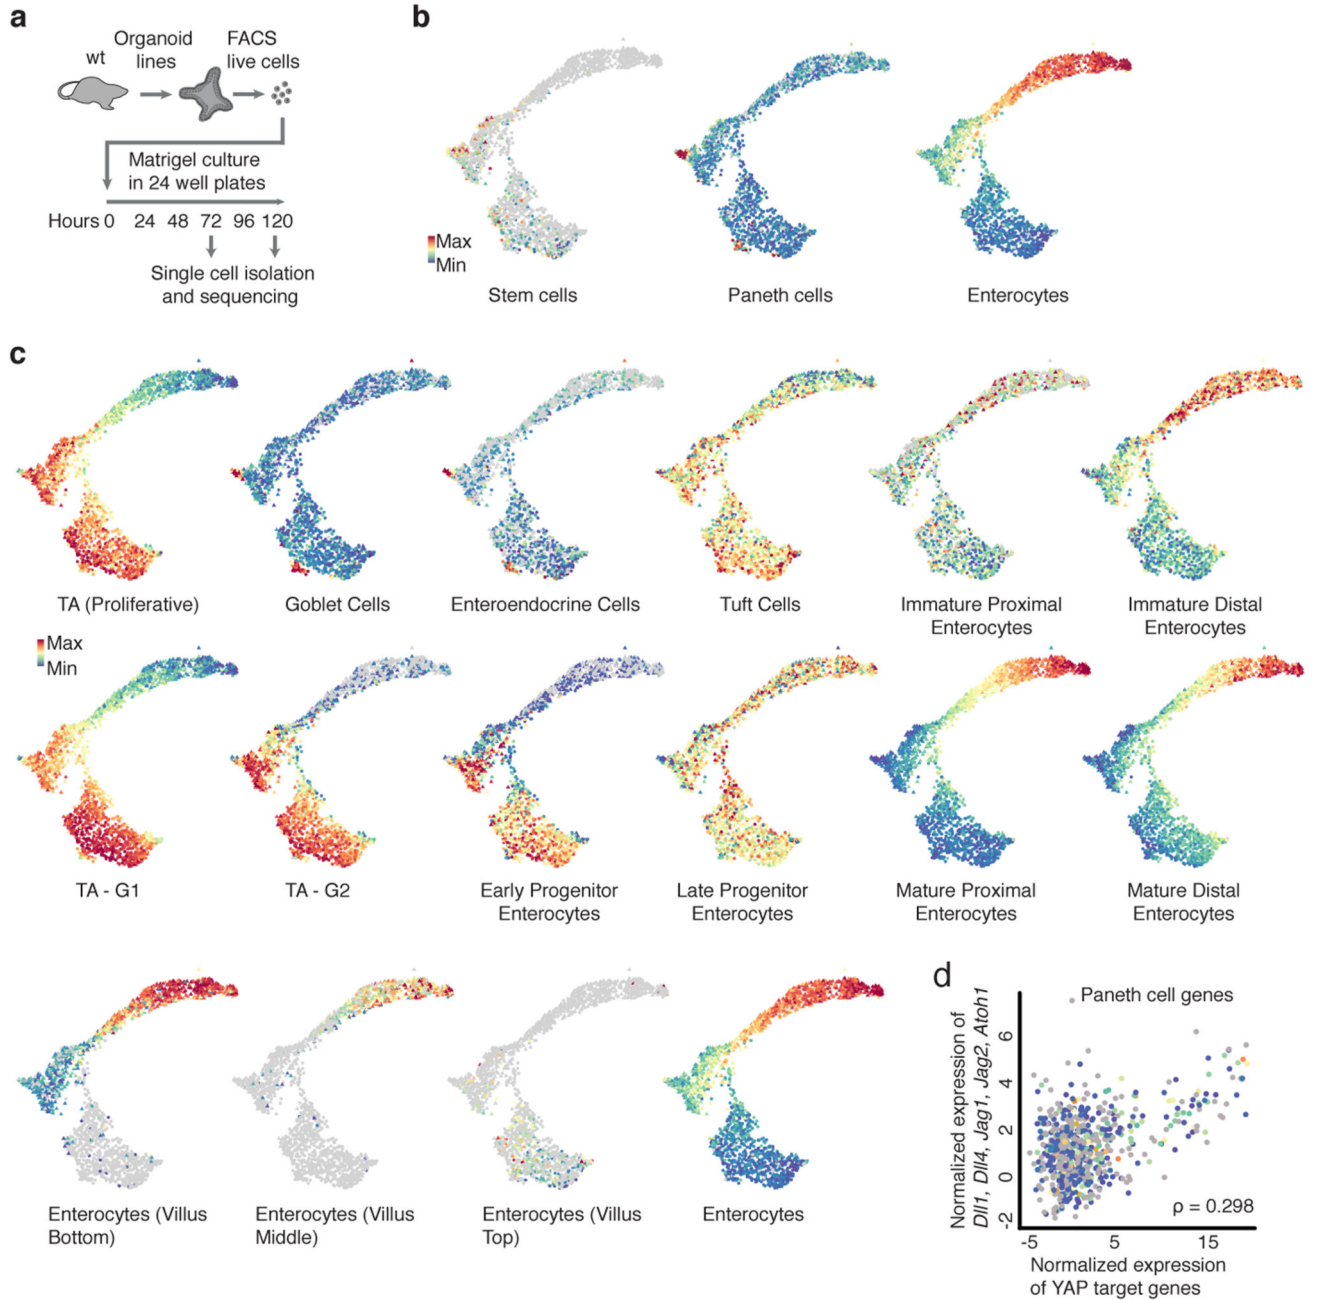 a
wt
Organoid
lines
FACS
live cells
Matrigel culture
in 24 well plates
Hours 0 24 48 72 96 120
Single cell isolation
and sequencing
b
Max
Min
Stem cells
Paneth cells
Enterocytes
c
TA (Proliferative)
Goblet Cells
Enteroendocrine Cells
Tuft Cells
Immature Proximal
Enterocytes
Immature Distal
Enterocytes
Max
Min
TA - G1
TA - G2
Early Progenitor
Enterocytes
Late Progenitor
Enterocytes
Mature Proximal
Enterocytes
Mature Distal
Enterocytes
Enterocytes (Villus
Bottom)
Enterocytes (Villus
Middle)
Enterocytes (Villus
Top)
Enterocytes
d
Paneth cell genes
Normalized expression of
Dll1, Dll4, Jag1, Jag2, Atoh1
6
4
2
0
-2
ρ = 0.298
-5 5 15
Normalized expression
of YAP target genes